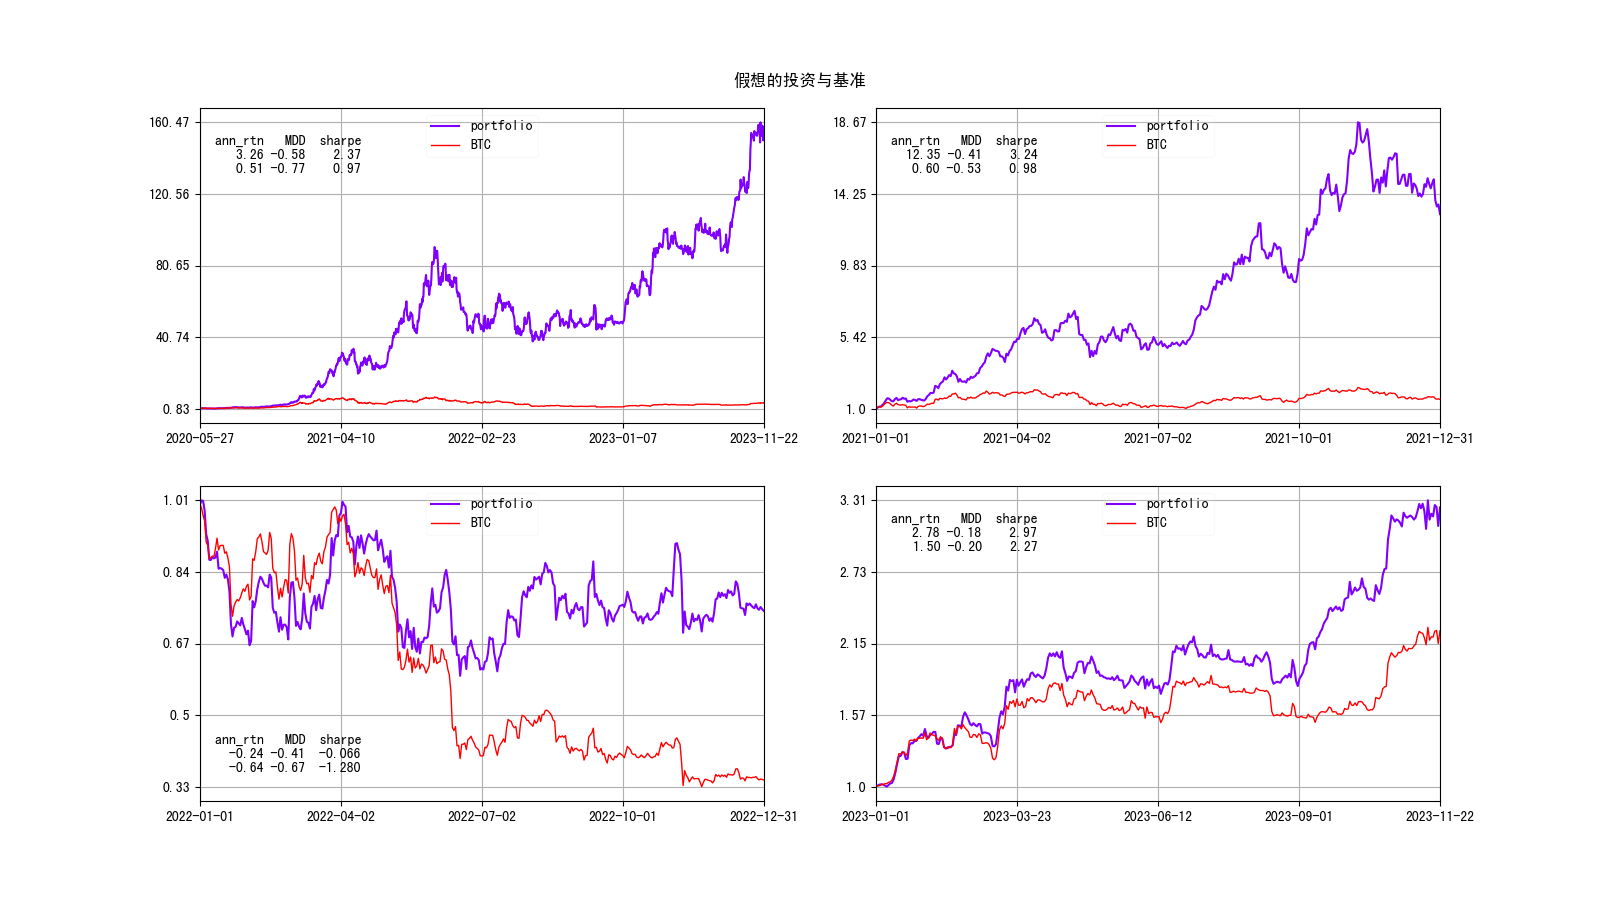 假想的投资与基准
ann_rtn MDD sharpe
3.26 -0.58 2.37
0.51 -0.77 0.97
portfolio
BTC
160.47
120.56
80.65
40.74
0.83
2020-05-27 2021-04-10 2022-02-23 2023-01-07 2023-11-22
ann_rtn MDD sharpe
12.35 -0.41 3.24
0.60 -0.53 0.98
portfolio
BTC
18.67
14.25
9.83
5.42
1.0
2021-01-01 2021-04-02 2021-07-02 2021-10-01 2021-12-31
portfolio
BTC
1.01
0.84
0.67
0.5
0.33
ann_rtn MDD sharpe
-0.24 -0.41 -0.066
-0.64 -0.67 -1.280
2022-01-01 2022-04-02 2022-07-02 2022-10-01 2022-12-31
ann_rtn MDD sharpe
2.78 -0.18 2.97
1.50 -0.20 2.27
portfolio
BTC
3.31
2.73
2.15
1.57
1.0
2023-01-01 2023-03-23 2023-06-12 2023-09-01 2023-11-22